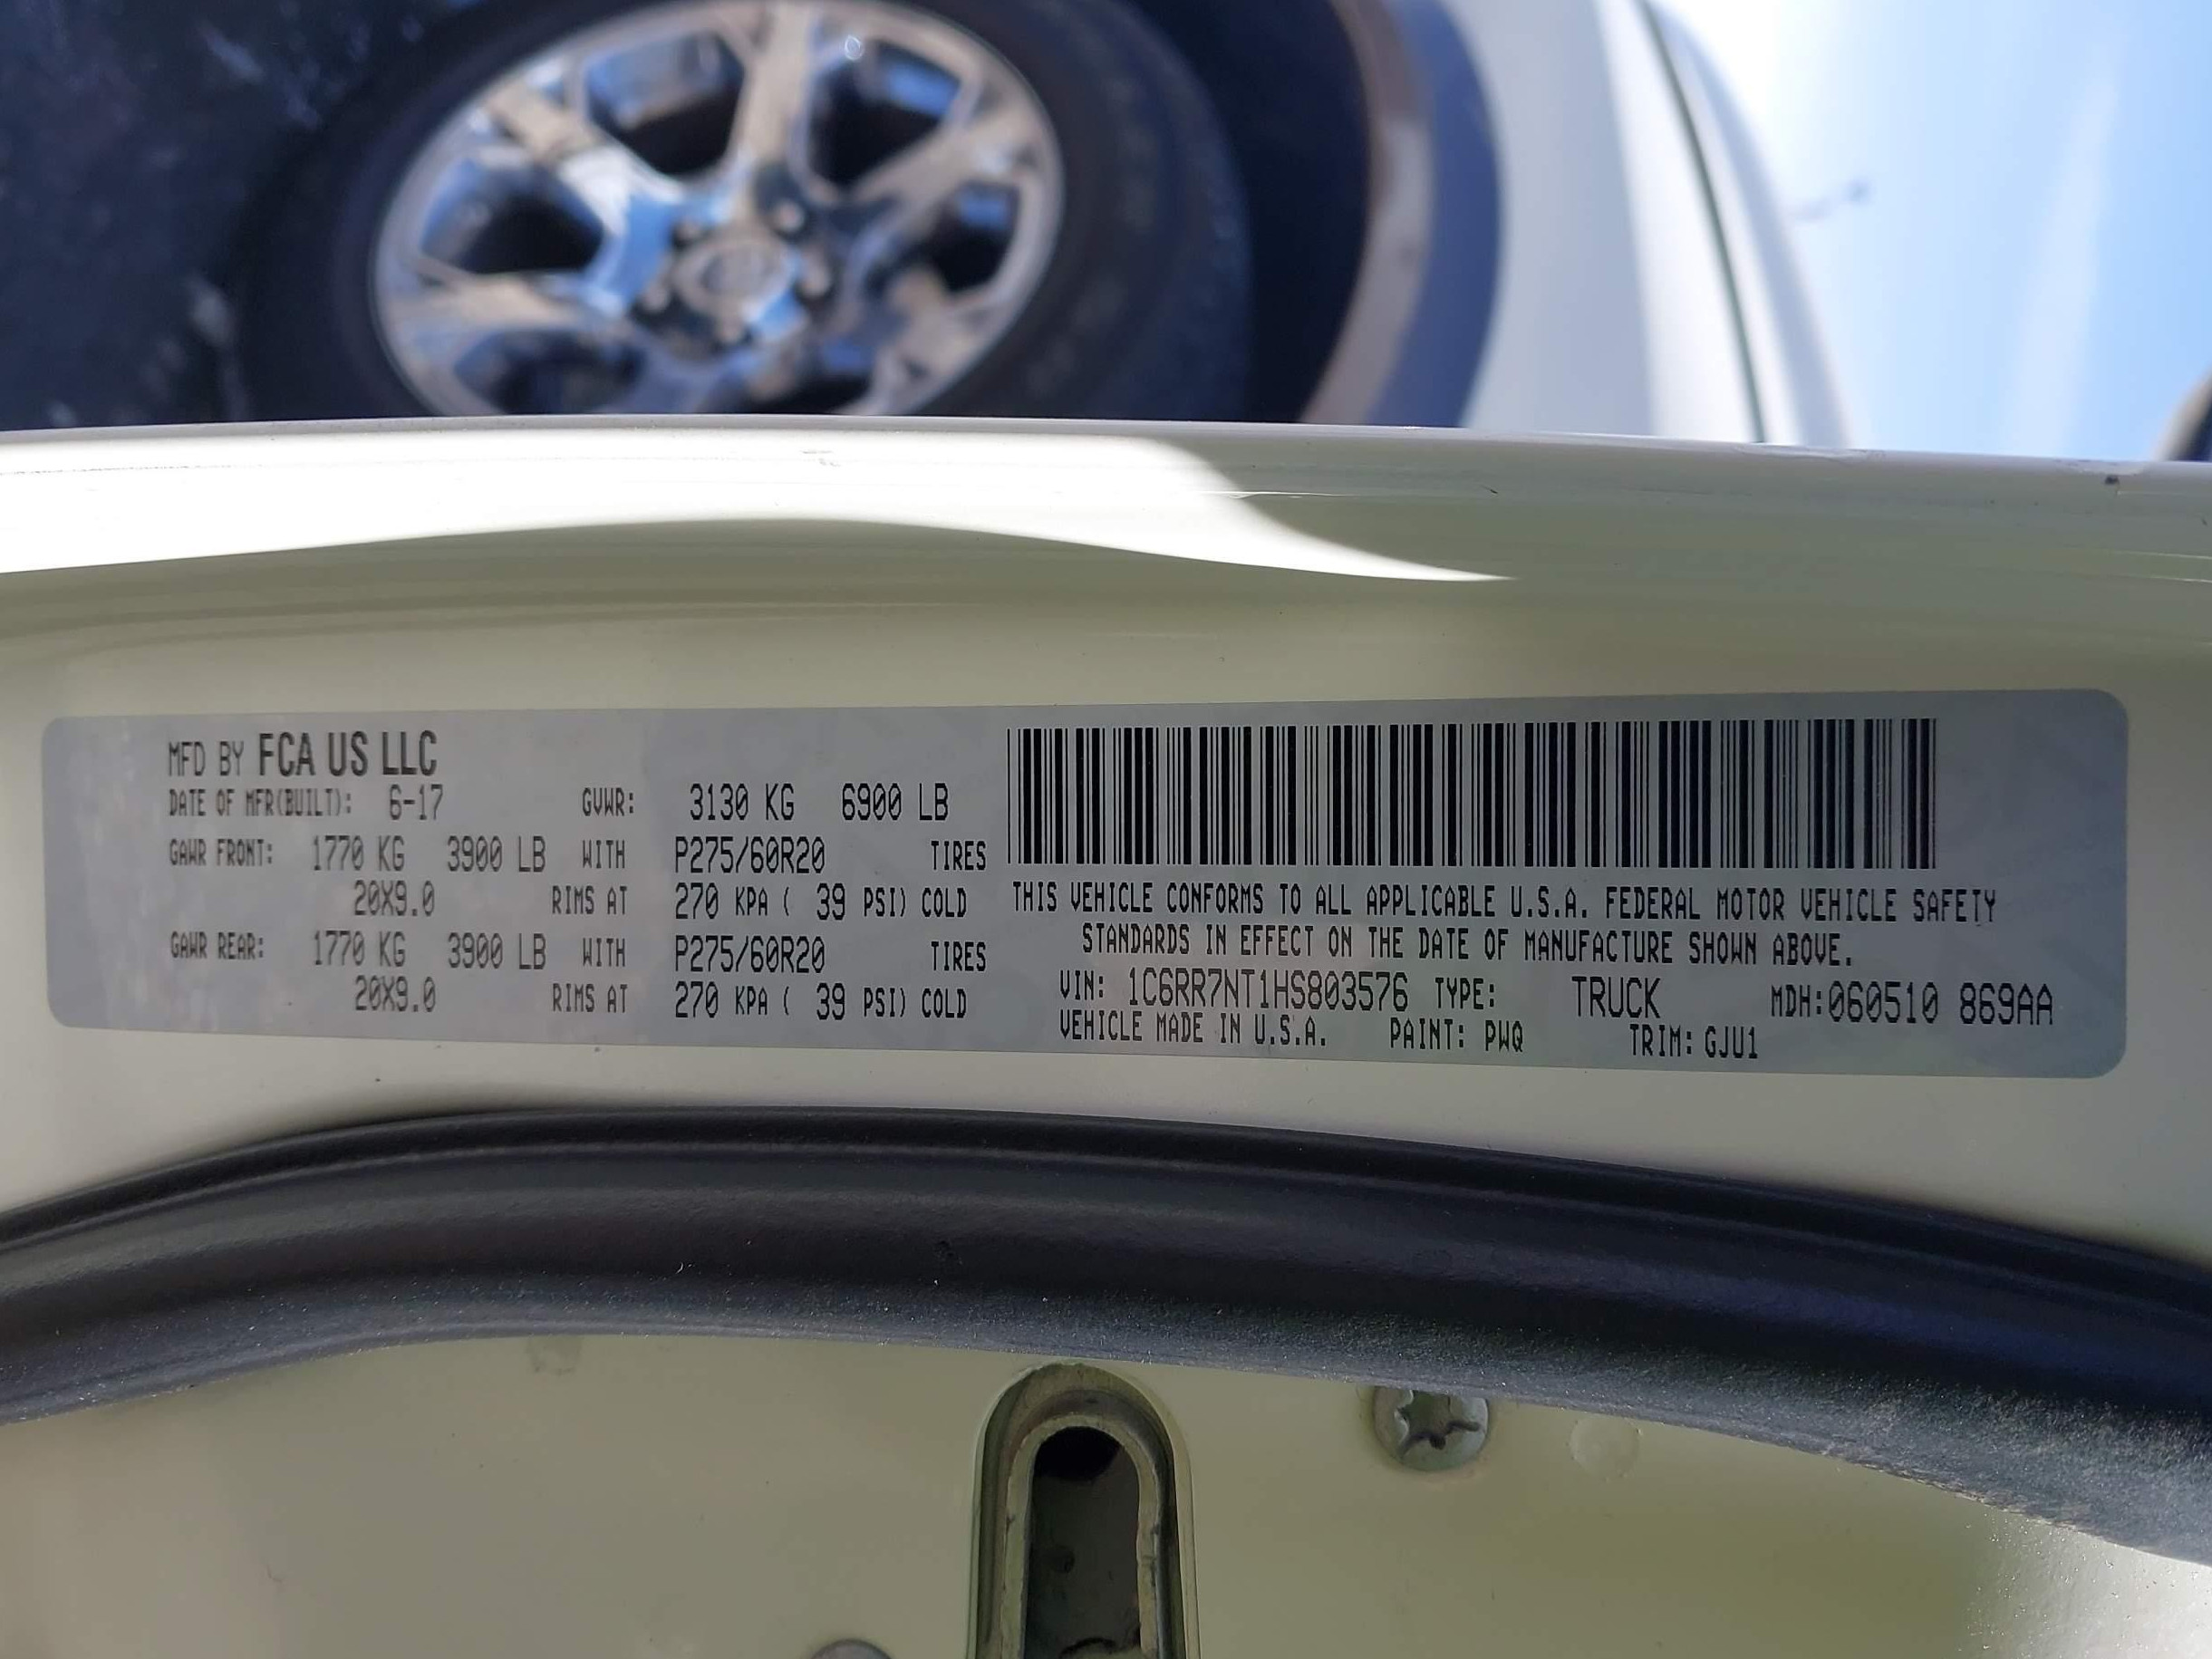 MFD BY FCA US LLC
DATE OF MFR(BUILT): 6-17 GVWR: 3130 KG 6900 LB
GAWR FRONT: 1770 KG 3900 LB WITH P275/60R20 TIRES
20X9.0 RIMS AT 270 KPA ( 39 PSI) COLD
GAWR REAR: 1770 KG 3900 LB WITH P275/60R20 TIRES
20X9.0 RIMS AT 270 KPA ( 39 PSI) COLD
THIS VEHICLE CONFORMS TO ALL APPLICABLE U.S.A. FEDERAL MOTOR VEHICLE SAFETY
STANDARDS IN EFFECT ON THE DATE OF MANUFACTURE SHOWN ABOVE.
VIN: 1C6RR7NT1HS803576 TYPE: TRUCK MDH:060510 869AA
VEHICLE MADE IN U.S.A. PAINT: PWQ TRIM: GJU1